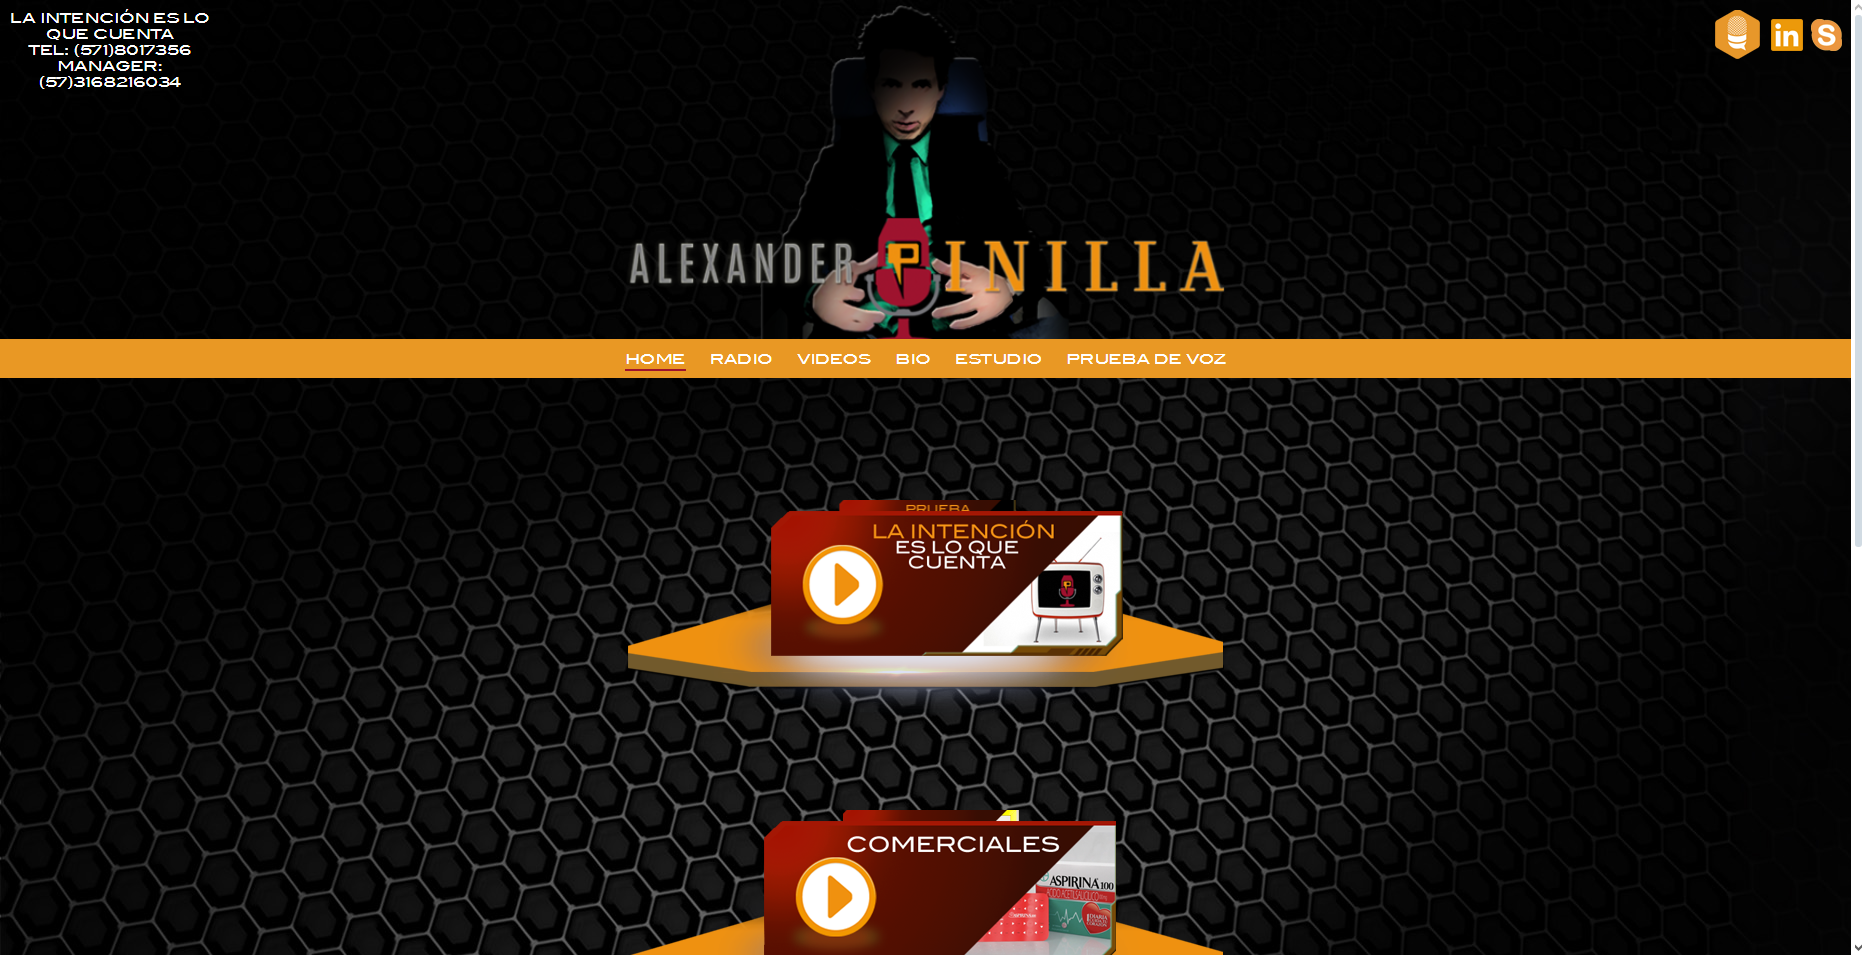 LA INTENCIÓN ES LO
QUE CUENTA
TEL: (571)8017356
MANAGER:
(57)3168216034
in
S
ALEXANDER PINILLA
HOME RADIO VIDEOS BIO ESTUDIO PRUEBA DE VOZ
PRUEBA
LA INTENCIÓN
ES LO QUE
CUENTA
COMERCIALES
ASPIRINA 100